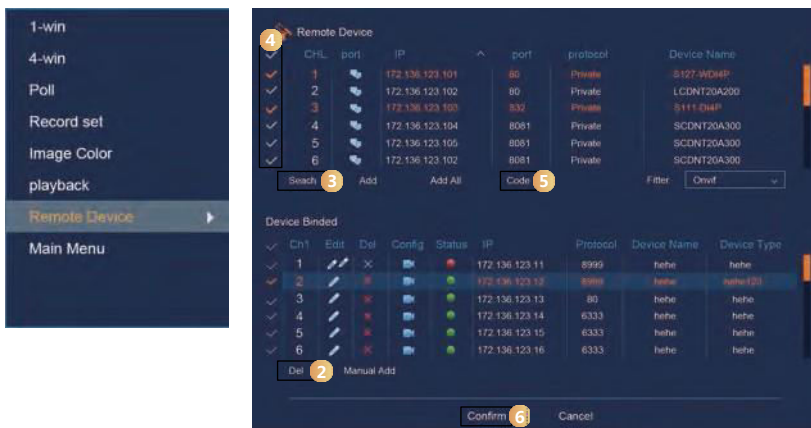 1-win
4-win
Poll
Record set
Image Color
playback
Remote Device
Main Menu
4 Remote Device
CHL port IP port protocol Device Name
1 172.136.123.101 80 Private S127-WDI4P
2 172.136.123.102 80 Private LCDNT20A200
3 172.136.123.103 832 Private S111-DI4P
4 172.136.123.104 8081 Private SCDNT20A300
5 172.136.123.105 8081 Private SCDNT20A300
6 172.136.123.102 8081 Private SCDNT20A300
Seach 3 Add Add All Code 5 Fitter Onvif
Device Binded
Ch1 Edit Del Config Status IP Protocol Device Name Device Type
1 172.136.123.11 8999 hehe hehe
2 172.136.123.12 8999 hehe hehe123
3 172.136.123.13 80 hehe hehe
4 172.136.123.14 6333 hehe hehe
5 172.136.123.15 6333 hehe hehe
6 172.136.123.16 6333 hehe hehe
Del 2 Manual Add
Confirm 6 Cancel